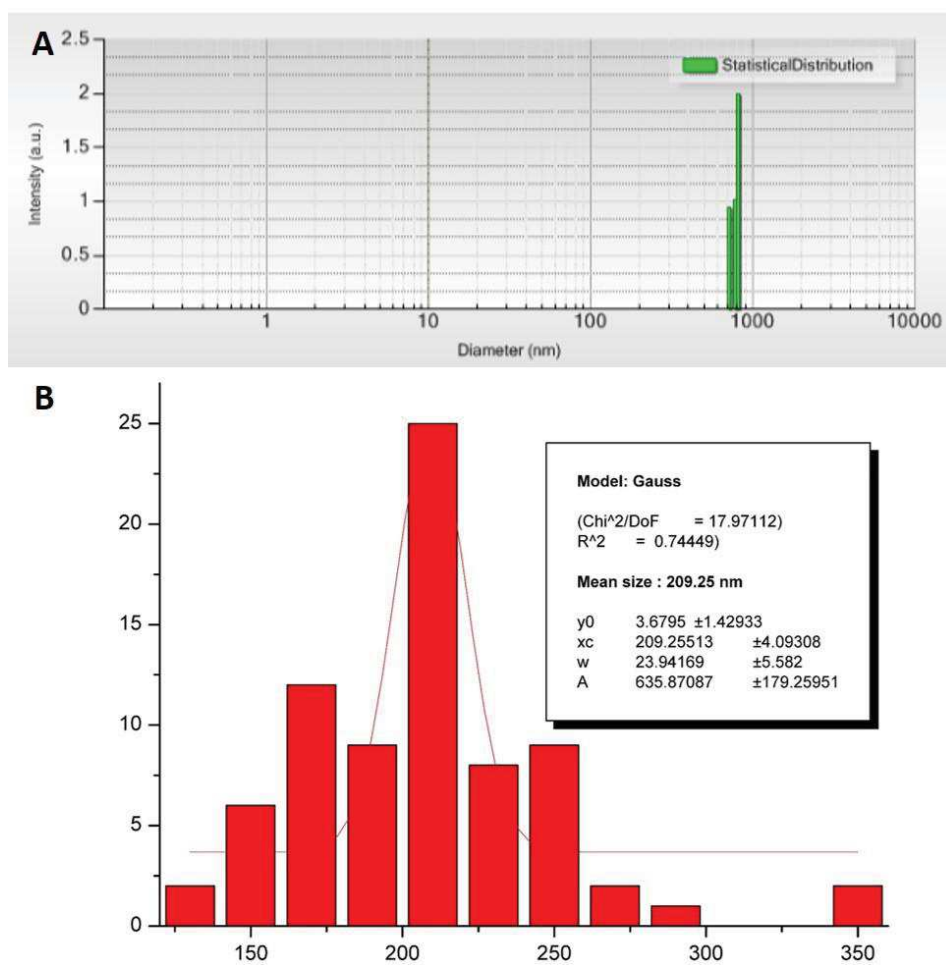 A
2.5
2
1.5
1
0.5
0
Intensity (a.u.)
StatisticalDistribution
1 10 100 1000 10000
Diameter (nm)
B
25
20
15
10
5
0
Model: Gauss
(Chi^2/DoF = 17.97112)
R^2 = 0.74449)
Mean size : 209.25 nm
y0 3.6795 ±1.42933
xc 209.25513 ±4.09308
w 23.94169 ±5.582
A 635.87087 ±179.25951
150 200 250 300 350